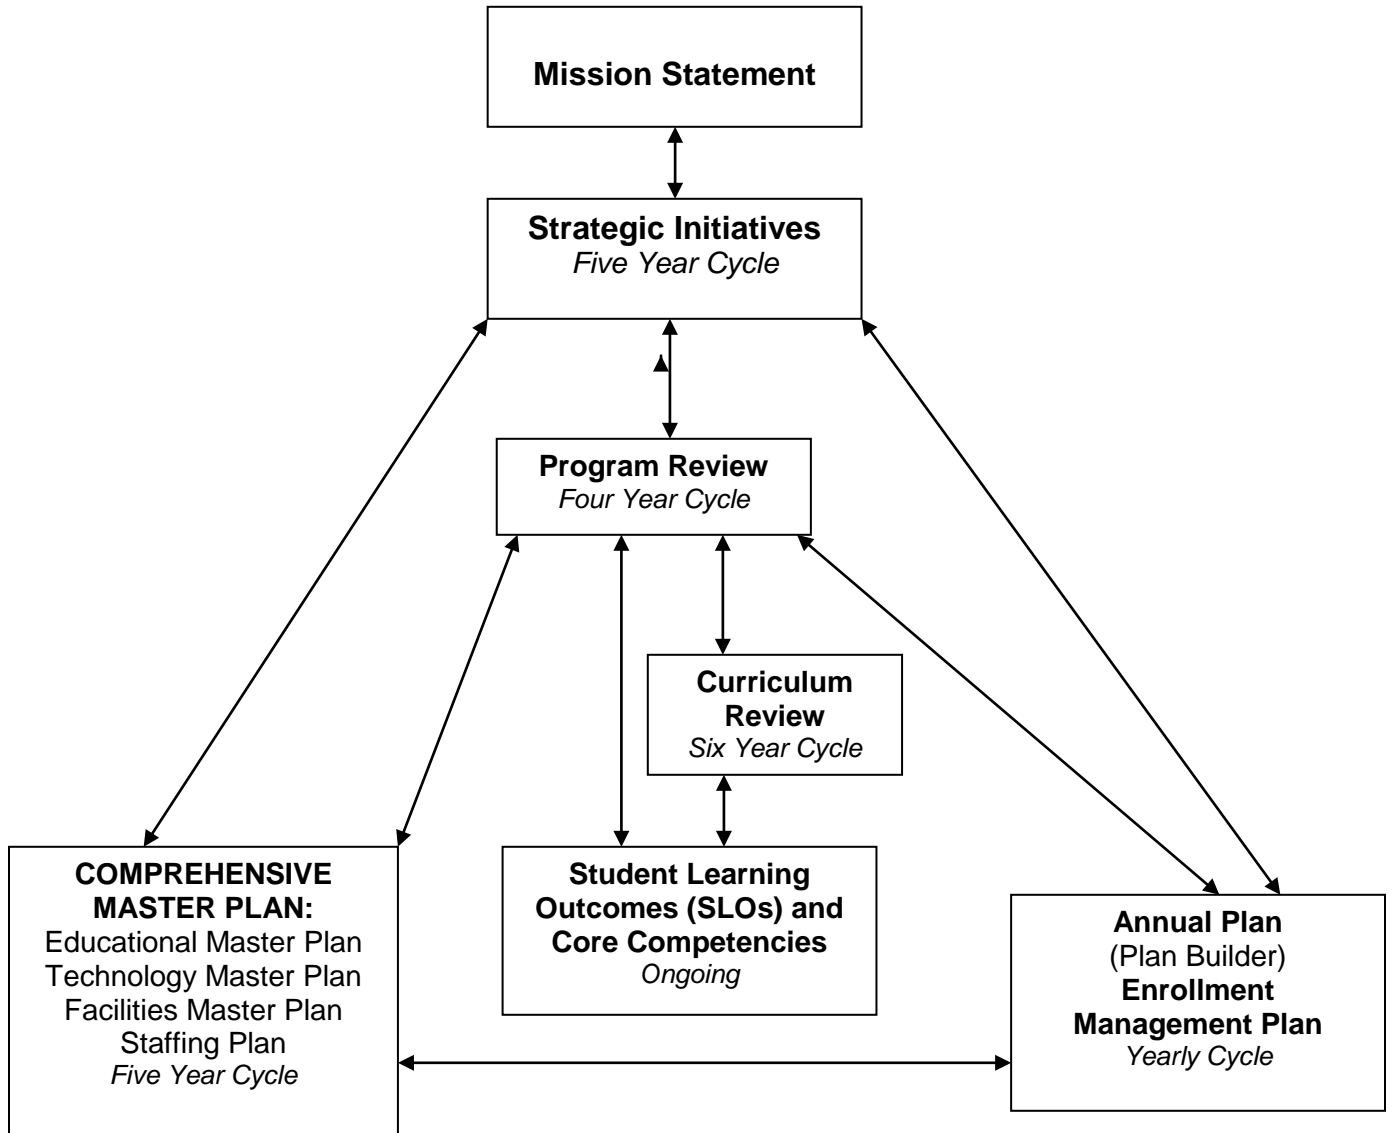 Mission Statement
Strategic Initiatives
Five Year Cycle
Program Review
Four Year Cycle
Curriculum
Review
Six Year Cycle
COMPREHENSIVE
MASTER PLAN:
Educational Master Plan
Technology Master Plan
Facilities Master Plan
Staffing Plan
Five Year Cycle
Student Learning
Outcomes (SLOs) and
Core Competencies
Ongoing
Annual Plan
(Plan Builder)
Enrollment
Management Plan
Yearly Cycle